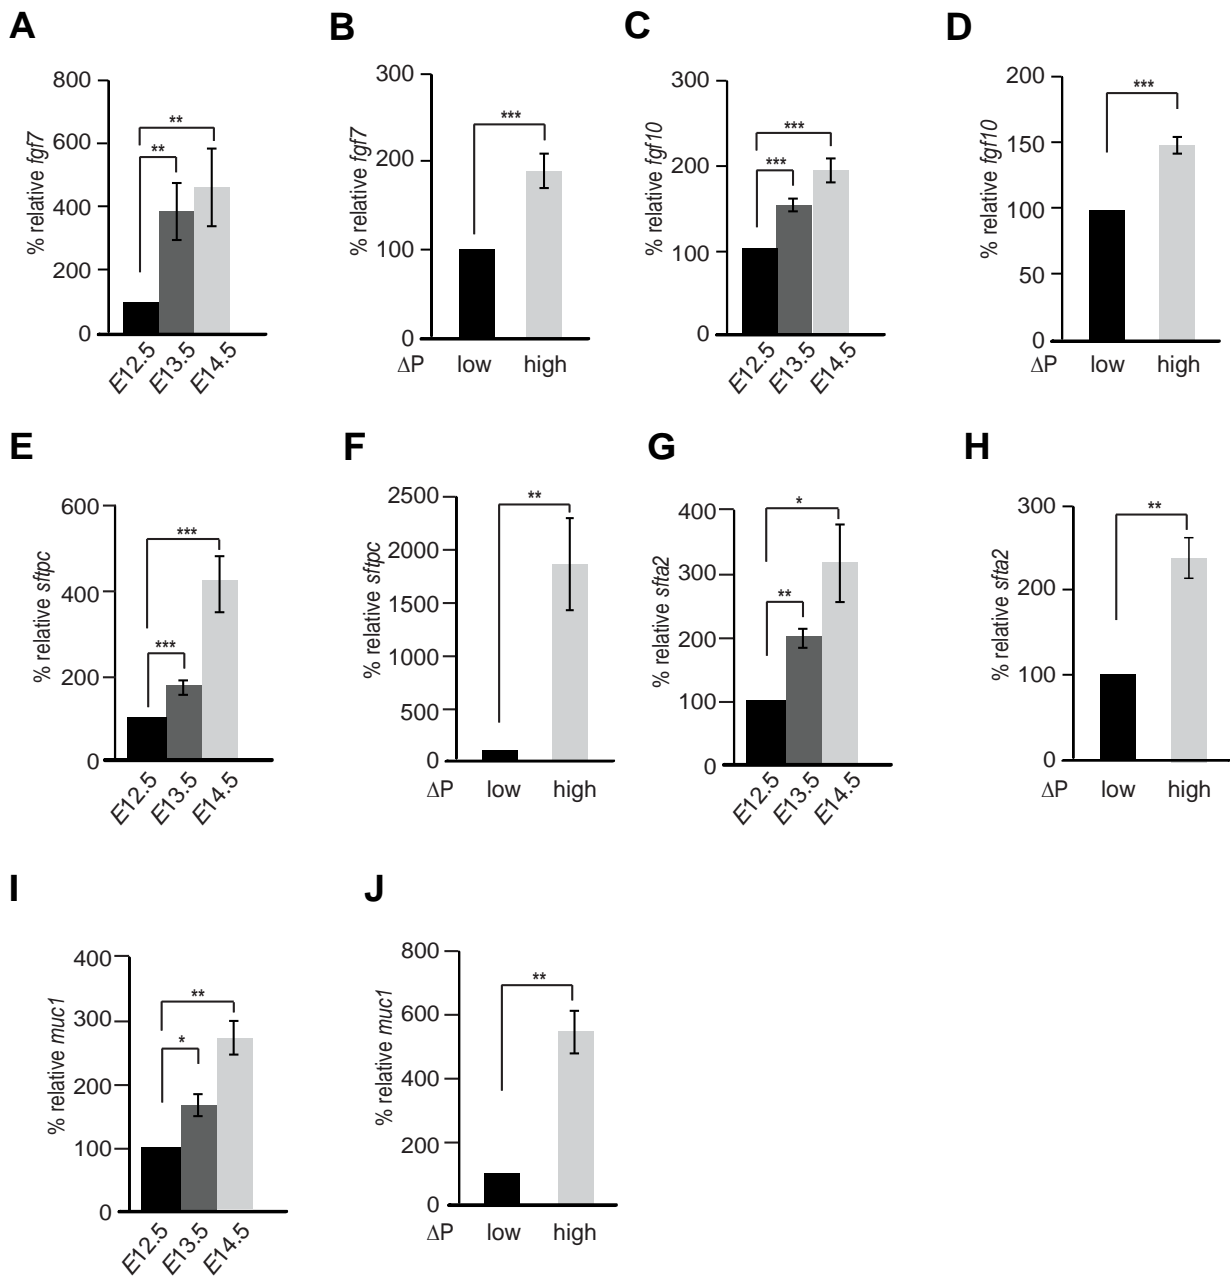 A
% relative fgf7
800
600
400
200
0
**
**
E12.5
E13.5
E14.5
B
% relative fgf7
300
200
100
0
***
ΔP low high
C
% relative fgf10
300
200
100
0
***
***
E12.5
E13.5
E14.5
D
% relative fgf10
200
150
100
50
0
***
ΔP low high
E
% relative sftpc
600
400
200
0
***
***
E12.5
E13.5
E14.5
F
% relative sftpc
2500
2000
1500
1000
500
0
**
ΔP low high
G
% relative sfta2
400
300
200
100
0
*
**
E12.5
E13.5
E14.5
H
% relative sfta2
300
200
100
0
**
ΔP low high
I
% relative muc1
400
300
200
100
0
**
*
E12.5
E13.5
E14.5
J
% relative muc1
800
600
400
200
0
**
ΔP low high